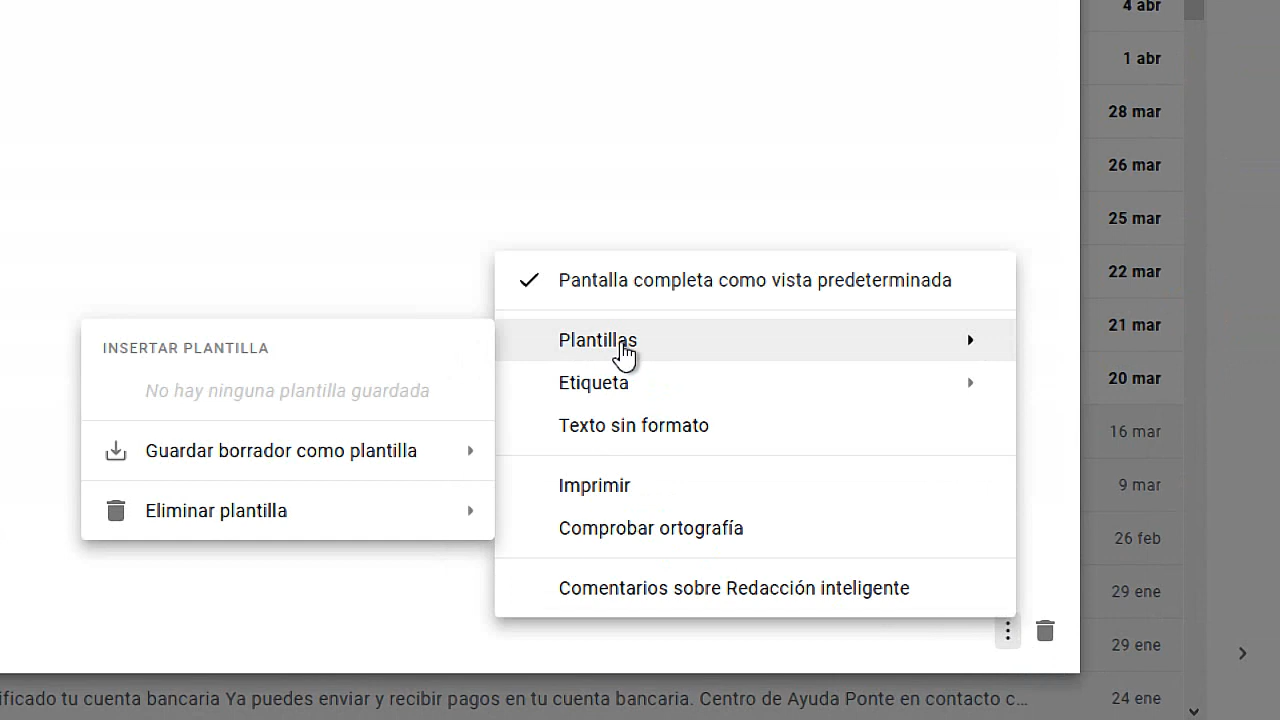 4 abr
1 abr
28 mar
26 mar
25 mar
22 mar
21 mar
20 mar
16 mar
9 mar
26 feb
29 ene
29 ene
Pantalla completa como vista predeterminada
Plantillas
Etiqueta
Texto sin formato
Imprimir
Comprobar ortografía
Comentarios sobre Redacción inteligente
INSERTAR PLANTILLA
No hay ninguna plantilla guardada
Guardar borrador como plantilla
Eliminar plantilla
ificado tu cuenta bancaria Ya puedes enviar y recibir pagos en tu cuenta bancaria. Centro de Ayuda Ponte en contacto c... 24 ene